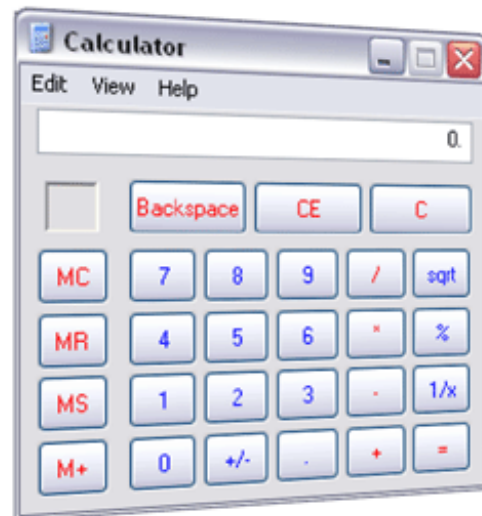 Calculator
Edit View Help
0.
Backspace CE C
MC 7 8 9 / sqrt
MR 4 5 6 * %
MS 1 2 3 - 1/x
M+ 0 +/- . + =